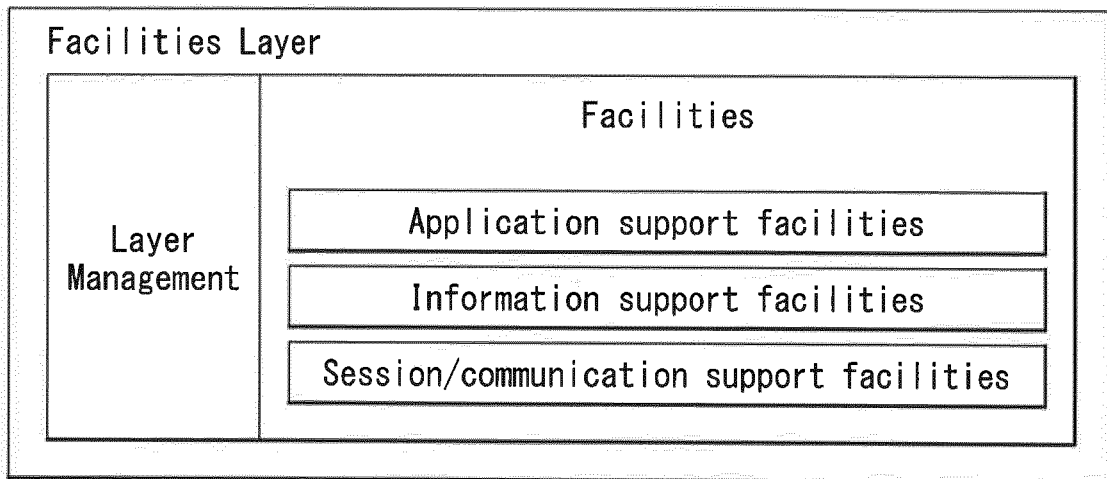 Facilities Layer
Layer
Management
Facilities
Application support facilities
Information support facilities
Session/communication support facilities